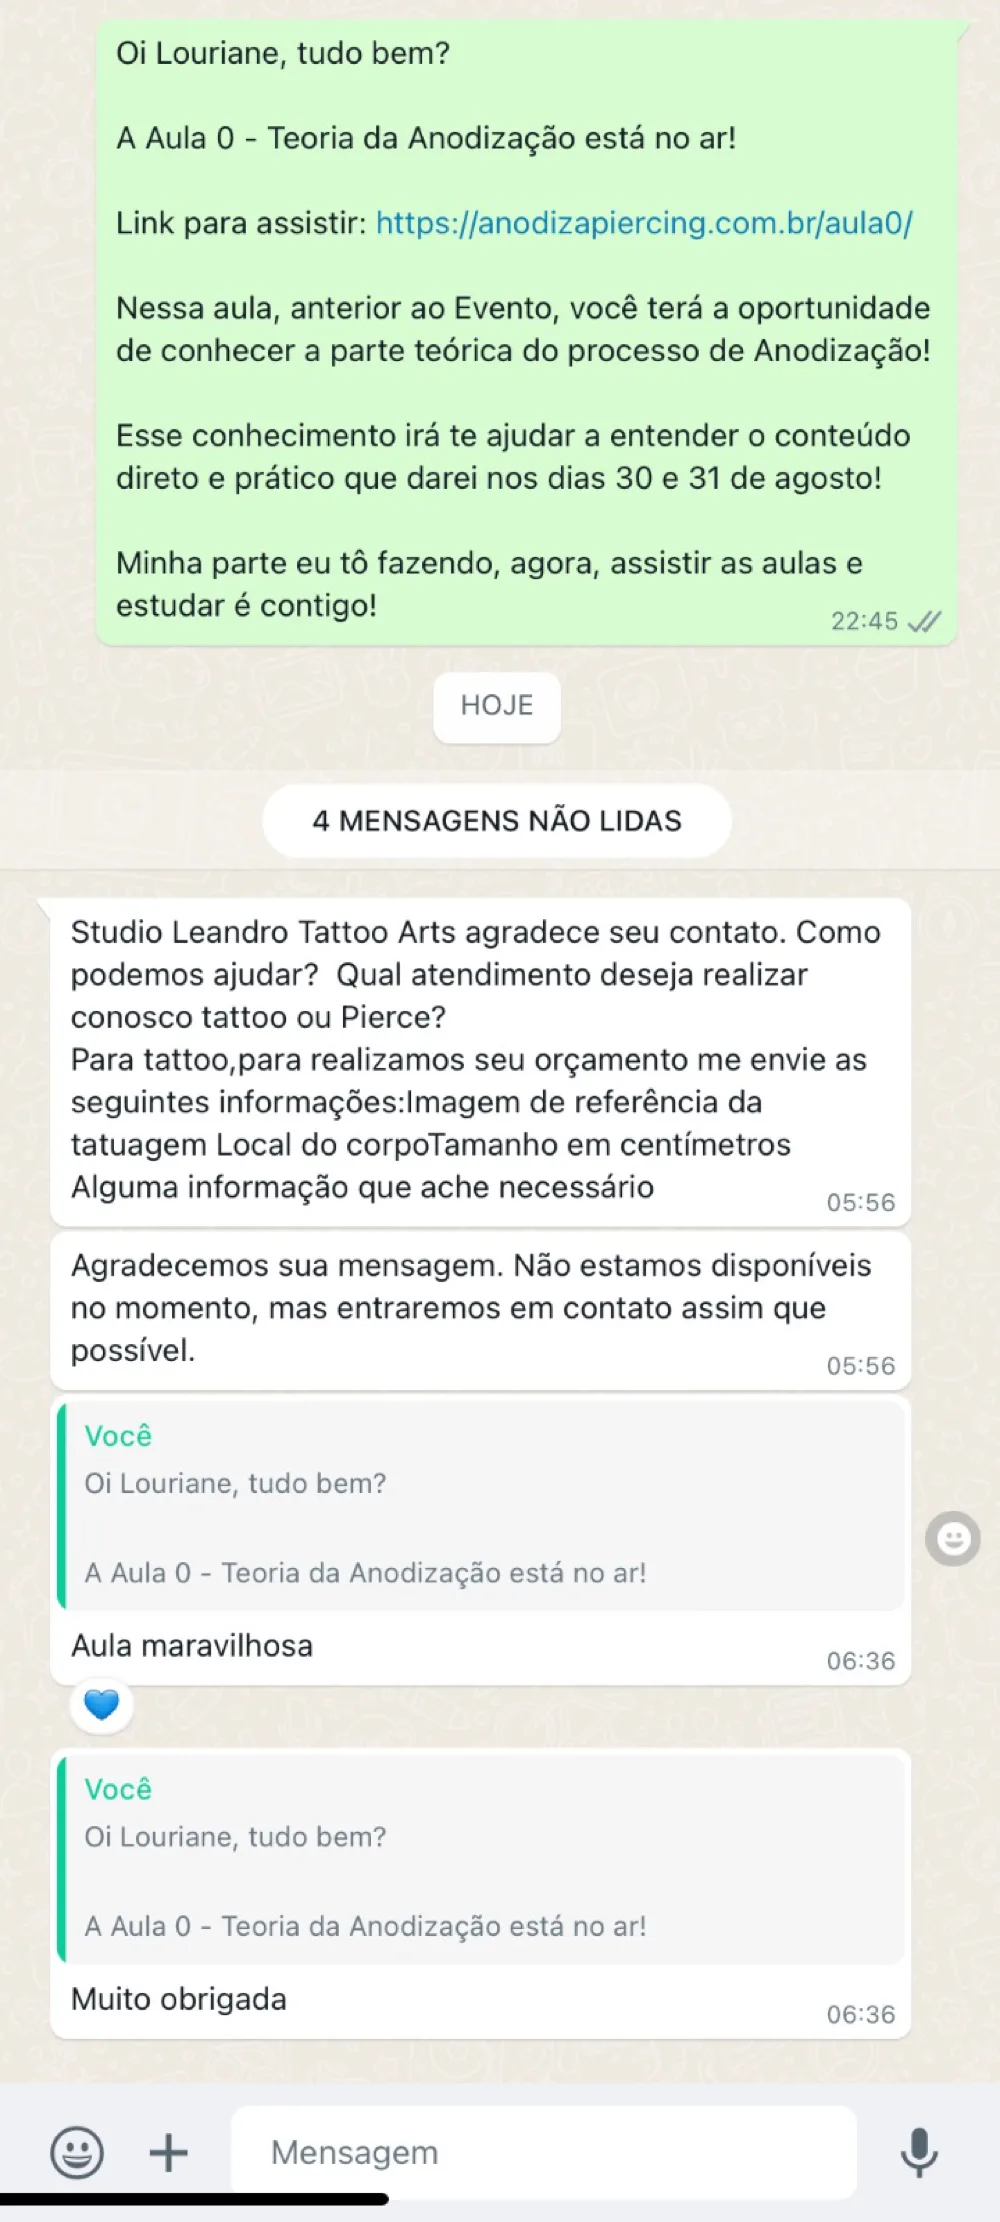 Oi Louriane, tudo bem?
A Aula 0 - Teoria da Anodização está no ar!
Link para assistir: https://anodizapiercing.com.br/aula0/
Nessa aula, anterior ao Evento, você terá a oportunidade
de conhecer a parte teórica do processo de Anodização!
Esse conhecimento irá te ajudar a entender o conteúdo
direto e prático que darei nos dias 30 e 31 de agosto!
Minha parte eu tô fazendo, agora, assistir as aulas e
estudar é contigo!
22:45
HOJE
4 MENSAGENS NÃO LIDAS
Studio Leandro Tattoo Arts agradece seu contato. Como
podemos ajudar?  Qual atendimento deseja realizar
conosco tattoo ou Pierce?
Para tattoo,para realizamos seu orçamento me envie as
seguintes informações:Imagem de referência da
tatuagem Local do corpoTamanho em centímetros
Alguma informação que ache necessário
05:56
Agradecemos sua mensagem. Não estamos disponíveis
no momento, mas entraremos em contato assim que
possível.
05:56
Você
Oi Louriane, tudo bem?
A Aula 0 - Teoria da Anodização está no ar!
Aula maravilhosa
06:36
Você
Oi Louriane, tudo bem?
A Aula 0 - Teoria da Anodização está no ar!
Muito obrigada
06:36
Mensagem